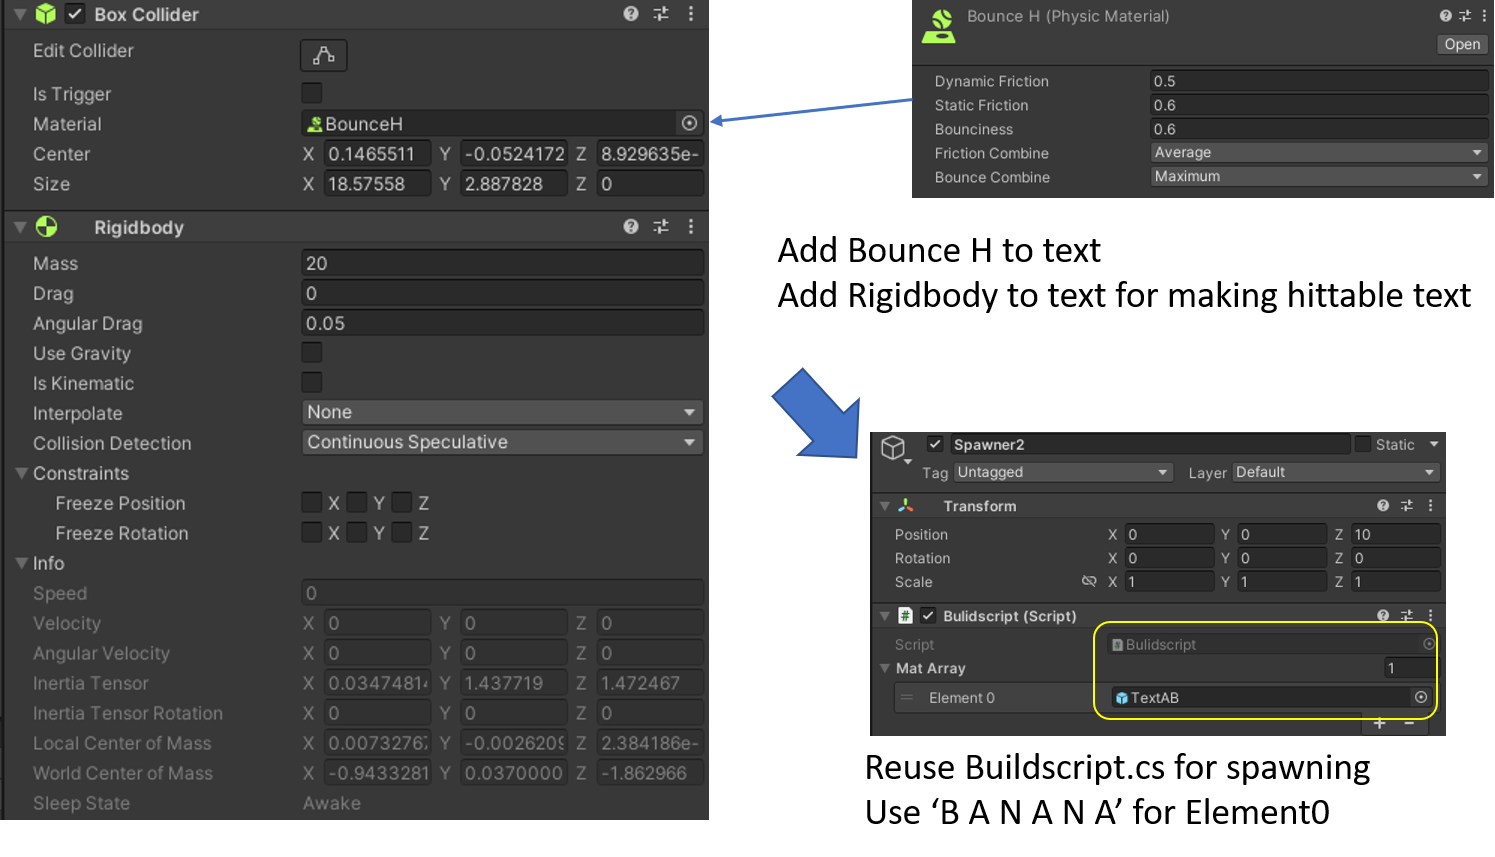 Box Collider
Edit Collider
Is Trigger
Material BounceH
Center X 0.1465511 Y -0.0524172 Z 8.929635e-
Size X 18.57558 Y 2.887828 Z 0
Rigidbody
Mass 20
Drag 0
Angular Drag 0.05
Use Gravity
Is Kinematic
Interpolate None
Collision Detection Continuous Speculative
Constraints
Freeze Position X Y Z
Freeze Rotation X Y Z
Info
Speed 0
Velocity X 0 Y 0 Z 0
Angular Velocity X 0 Y 0 Z 0
Inertia Tensor X 0.0347481 Y 1.437719 Z 1.472467
Inertia Tensor Rotation X 0 Y 0 Z 0
Local Center of Mass X 0.0073276 Y -0.0026209 Z 2.384186e-
World Center of Mass X -0.9433281 Y 0.0370000 Z -1.862966
Sleep State Awake
Bounce H (Physic Material)
Open
Dynamic Friction 0.5
Static Friction 0.6
Bounciness 0.6
Friction Combine Average
Bounce Combine Maximum
Add Bounce H to text
Add Rigidbody to text for making hittable text
Spawner2 Static
Tag Untagged Layer Default
Transform
Position X 0 Y 0 Z 10
Rotation X 0 Y 0 Z 0
Scale X 1 Y 1 Z 1
# Bulidscript (Script)
Script Bulidscript
Mat Array 1
Element 0 TextAB
+ −
Reuse Buildscript.cs for spawning
Use ‘B A N A N A’ for Element0